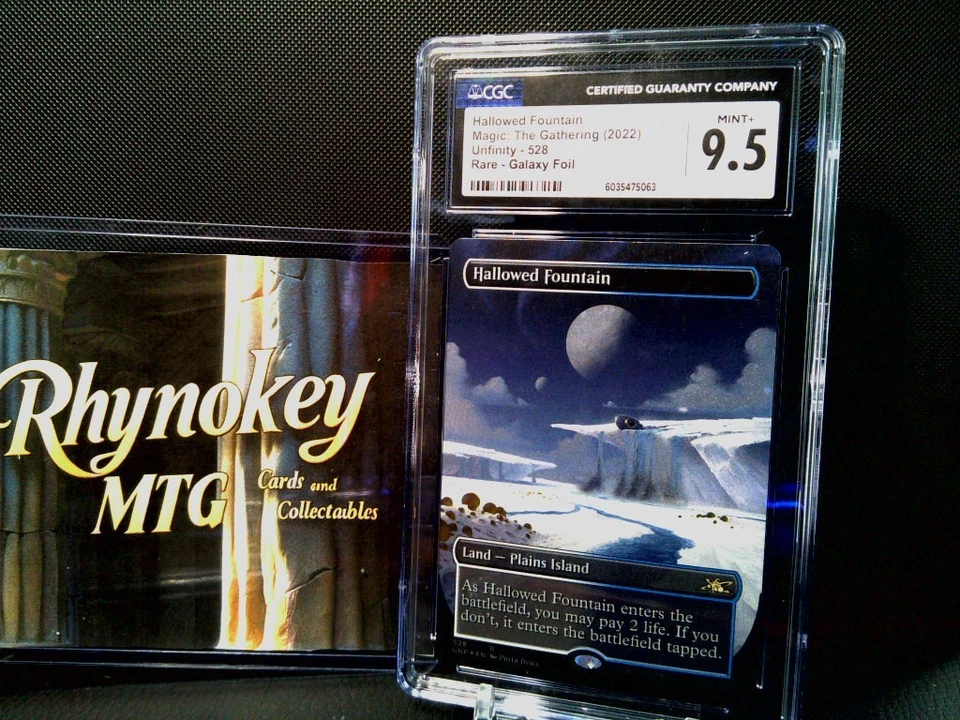 Rhynokey
MTG
Cards and
Collectaibles
CGC
CERTIFIED GUARANTY COMPANY
Hallowed Fountain
Magic: The Gathering (2022)
Unfinity - 528
Rare - Galaxy Foil
6035475063
MINT+
9.5
Hallowed Fountain
Land — Plains Island
As Hallowed Fountain enters the
battlefield, you may pay 2 life. If you
don't, it enters the battlefield tapped.
528 R